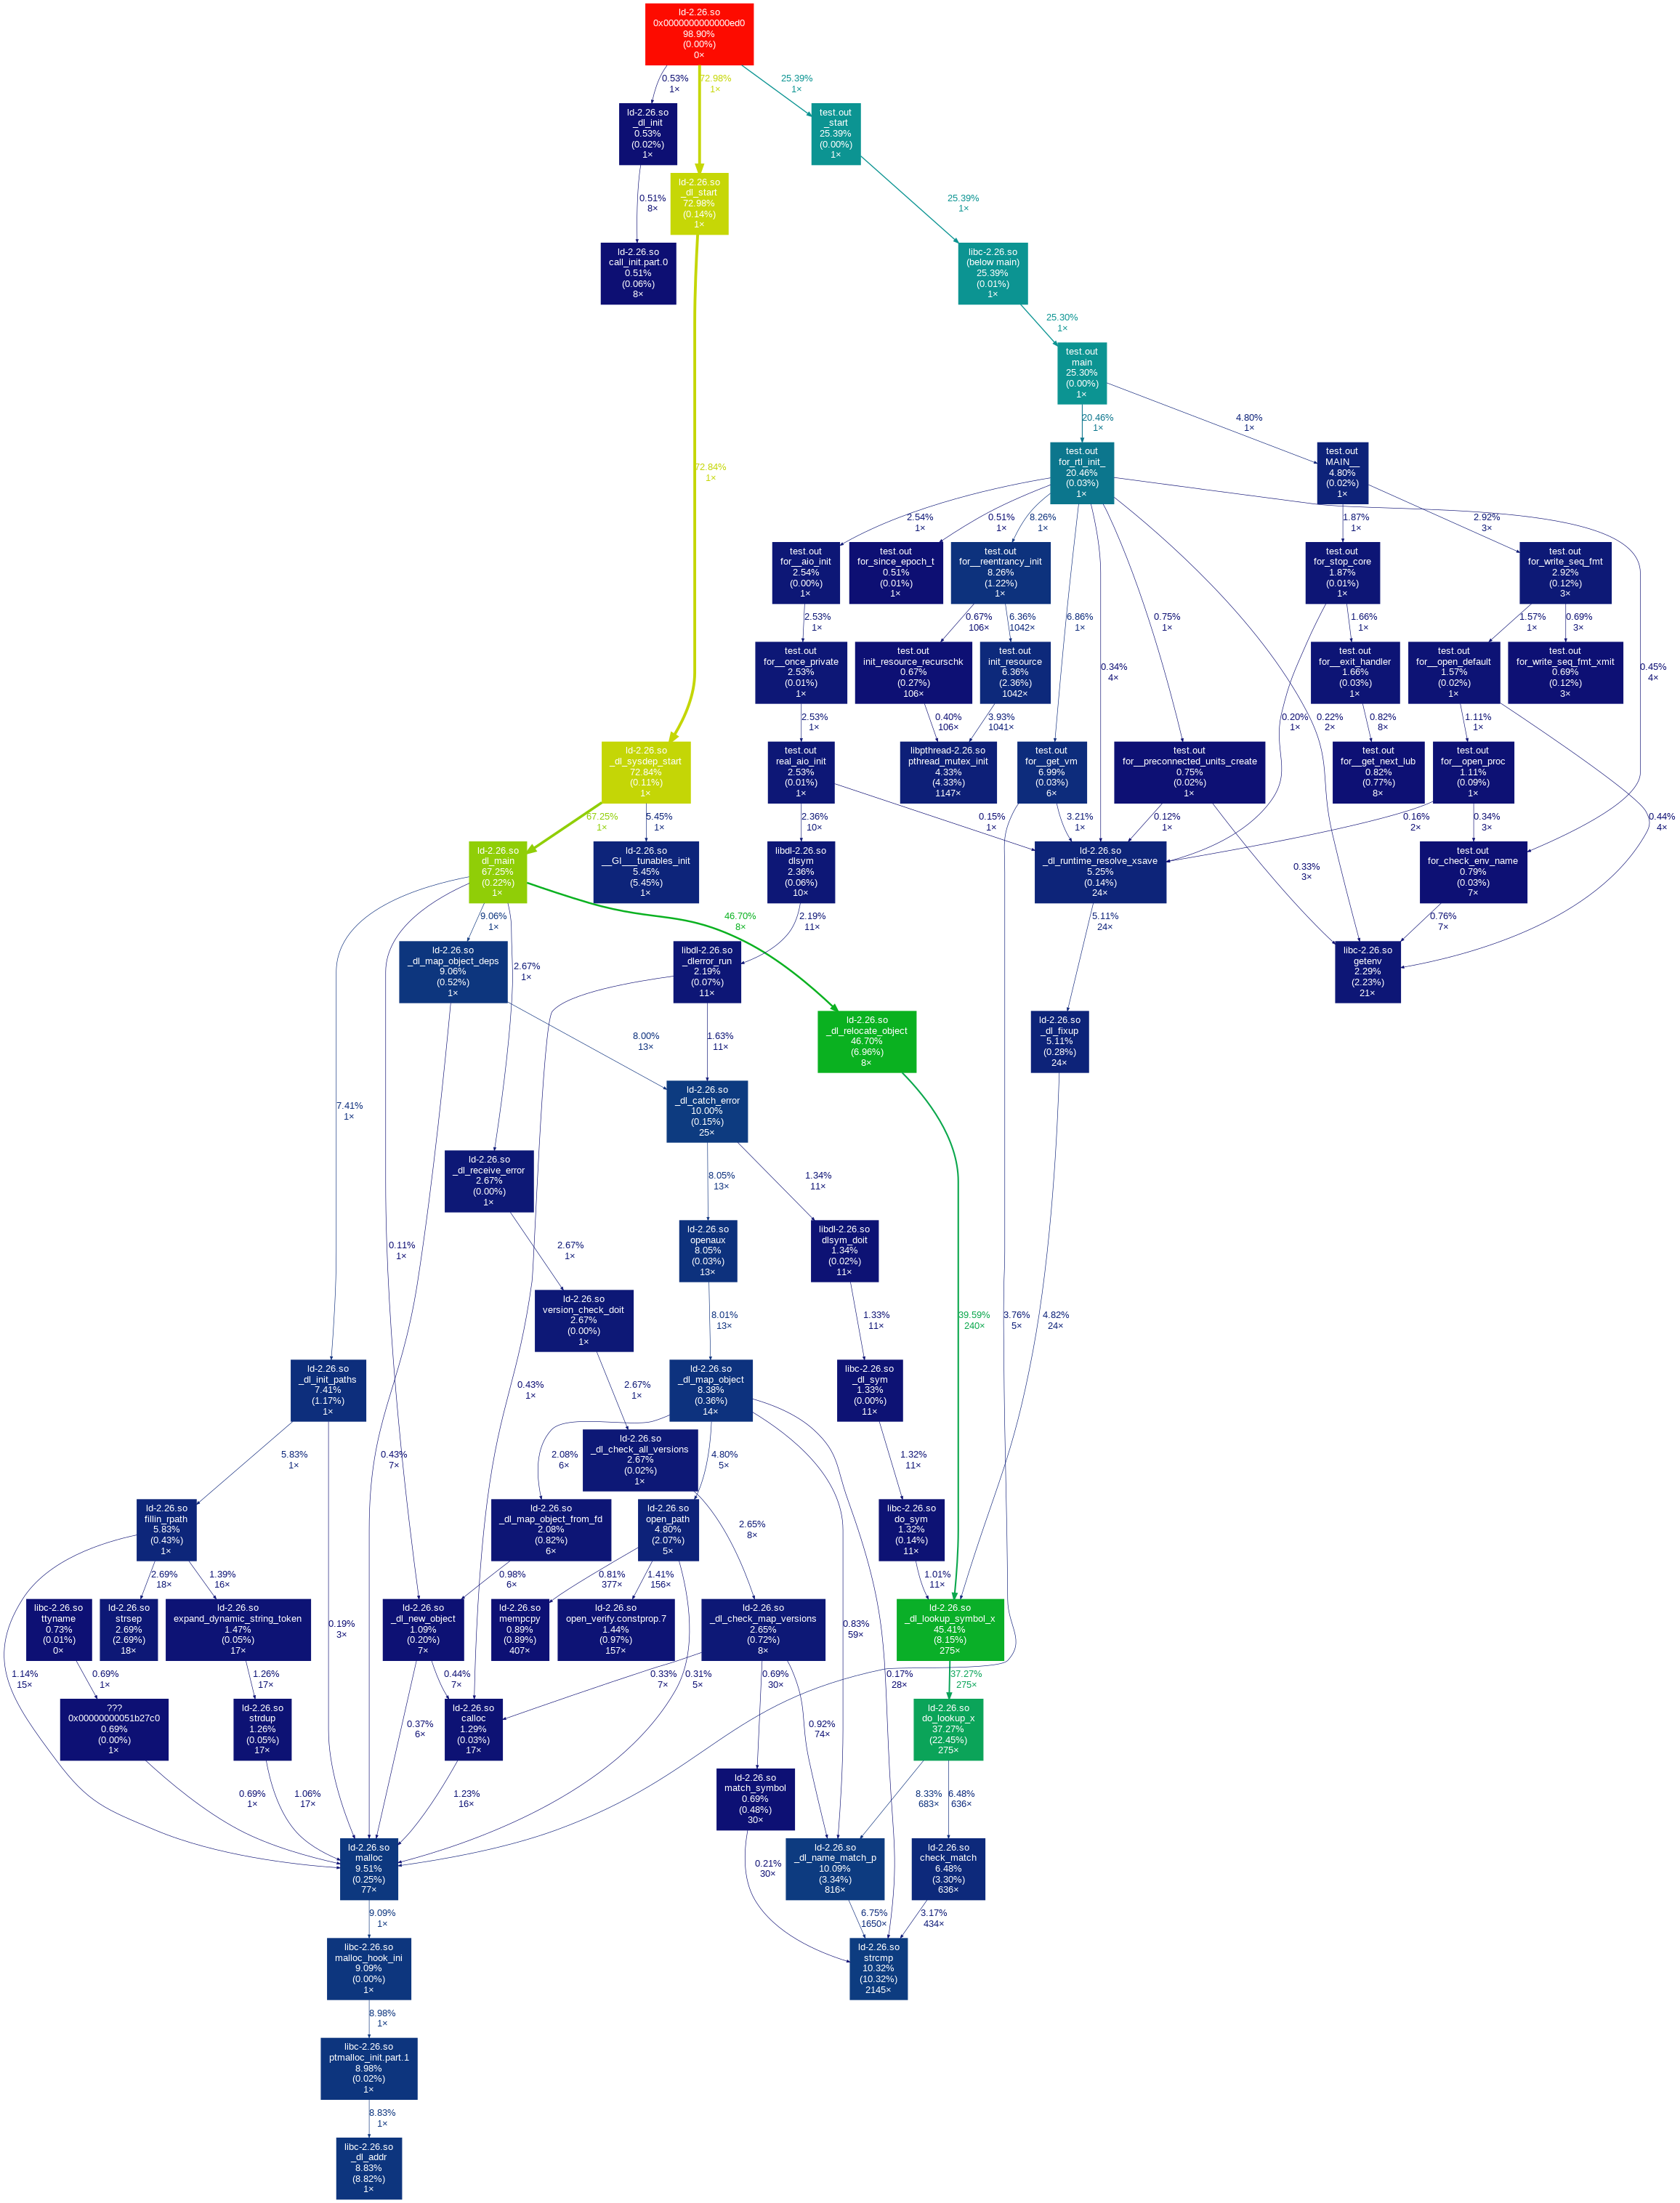 ld-2.26.so
0x0000000000000ed0
98.90%
(0.00%)
0×
0.53%
1×
72.98%
1×
25.39%
1×
ld-2.26.so
_dl_init
0.53%
(0.02%)
1×
test.out
_start
25.39%
(0.00%)
1×
ld-2.26.so
_dl_start
72.98%
(0.14%)
1×
0.51%
8×
25.39%
1×
ld-2.26.so
call_init.part.0
0.51%
(0.06%)
8×
libc-2.26.so
(below main)
25.39%
(0.01%)
1×
25.30%
1×
test.out
main
25.30%
(0.00%)
1×
20.46%
1×
4.80%
1×
72.84%
1×
test.out
for_rtl_init_
20.46%
(0.03%)
1×
test.out
MAIN__
4.80%
(0.02%)
1×
2.54%
1×
0.51%
1×
8.26%
1×
1.87%
1×
2.92%
3×
test.out
for__aio_init
2.54%
(0.00%)
1×
test.out
for_since_epoch_t
0.51%
(0.01%)
1×
test.out
for__reentrancy_init
8.26%
(1.22%)
1×
test.out
for_stop_core
1.87%
(0.01%)
1×
test.out
for_write_seq_fmt
2.92%
(0.12%)
3×
2.53%
1×
0.67%
106×
6.36%
1042×
6.86%
1×
0.75%
1×
1.66%
1×
1.57%
1×
0.69%
3×
test.out
for__once_private
2.53%
(0.01%)
1×
test.out
init_resource_recurschk
0.67%
(0.27%)
106×
test.out
init_resource
6.36%
(2.36%)
1042×
0.34%
4×
test.out
for__exit_handler
1.66%
(0.03%)
1×
test.out
for__open_default
1.57%
(0.02%)
1×
test.out
for_write_seq_fmt_xmit
0.69%
(0.12%)
3×
0.45%
4×
2.53%
1×
0.40%
106×
3.93%
1041×
0.20%
1×
0.22%
2×
0.82%
8×
1.11%
1×
ld-2.26.so
_dl_sysdep_start
72.84%
(0.11%)
1×
test.out
real_aio_init
2.53%
(0.01%)
1×
libpthread-2.26.so
pthread_mutex_init
4.33%
(4.33%)
1147×
test.out
for__get_vm
6.99%
(0.03%)
6×
test.out
for__preconnected_units_create
0.75%
(0.02%)
1×
test.out
for__get_next_lub
0.82%
(0.77%)
8×
test.out
for__open_proc
1.11%
(0.09%)
1×
67.25%
1×
5.45%
1×
2.36%
10×
0.15%
1×
3.21%
1×
0.12%
1×
0.16%
2×
0.34%
3×
0.44%
4×
ld-2.26.so
dl_main
67.25%
(0.22%)
1×
ld-2.26.so
__GI___tunables_init
5.45%
(5.45%)
1×
libdl-2.26.so
dlsym
2.36%
(0.06%)
10×
ld-2.26.so
_dl_runtime_resolve_xsave
5.25%
(0.14%)
24×
0.33%
3×
test.out
for_check_env_name
0.79%
(0.03%)
7×
9.06%
1×
46.70%
8×
2.19%
11×
5.11%
24×
0.76%
7×
ld-2.26.so
_dl_map_object_deps
9.06%
(0.52%)
1×
2.67%
1×
libdl-2.26.so
_dlerror_run
2.19%
(0.07%)
11×
libc-2.26.so
getenv
2.29%
(2.23%)
21×
8.00%
13×
1.63%
11×
ld-2.26.so
_dl_relocate_object
46.70%
(6.96%)
8×
ld-2.26.so
_dl_fixup
5.11%
(0.28%)
24×
7.41%
1×
ld-2.26.so
_dl_catch_error
10.00%
(0.15%)
25×
ld-2.26.so
_dl_receive_error
2.67%
(0.00%)
1×
8.05%
13×
1.34%
11×
0.11%
1×
2.67%
1×
ld-2.26.so
openaux
8.05%
(0.03%)
13×
libdl-2.26.so
dlsym_doit
1.34%
(0.02%)
11×
ld-2.26.so
version_check_doit
2.67%
(0.00%)
1×
8.01%
13×
1.33%
11×
39.59%
240×
3.76%
5×
4.82%
24×
ld-2.26.so
_dl_init_paths
7.41%
(1.17%)
1×
0.43%
1×
2.67%
1×
ld-2.26.so
_dl_map_object
8.38%
(0.36%)
14×
libc-2.26.so
_dl_sym
1.33%
(0.00%)
11×
5.83%
1×
0.43%
7×
2.08%
6×
ld-2.26.so
_dl_check_all_versions
2.67%
(0.02%)
1×
4.80%
5×
1.32%
11×
ld-2.26.so
fillin_rpath
5.83%
(0.43%)
1×
ld-2.26.so
_dl_map_object_from_fd
2.08%
(0.82%)
6×
ld-2.26.so
open_path
4.80%
(2.07%)
5×
2.65%
8×
libc-2.26.so
do_sym
1.32%
(0.14%)
11×
2.69%
18×
1.39%
16×
0.98%
6×
0.81%
377×
1.41%
156×
1.01%
11×
libc-2.26.so
ttyname
0.73%
(0.01%)
0×
ld-2.26.so
strsep
2.69%
(2.69%)
18×
ld-2.26.so
expand_dynamic_string_token
1.47%
(0.05%)
17×
0.19%
3×
ld-2.26.so
_dl_new_object
1.09%
(0.20%)
7×
ld-2.26.so
mempcpy
0.89%
(0.89%)
407×
ld-2.26.so
open_verify.constprop.7
1.44%
(0.97%)
157×
ld-2.26.so
_dl_check_map_versions
2.65%
(0.72%)
8×
0.83%
59×
ld-2.26.so
_dl_lookup_symbol_x
45.41%
(8.15%)
275×
1.14%
15×
0.69%
1×
1.26%
17×
0.44%
7×
0.33%
7×
0.31%
5×
0.69%
30×
0.17%
28×
37.27%
275×
???
0x00000000051b27c0
0.69%
(0.00%)
1×
ld-2.26.so
strdup
1.26%
(0.05%)
17×
0.37%
6×
ld-2.26.so
calloc
1.29%
(0.03%)
17×
0.92%
74×
ld-2.26.so
do_lookup_x
37.27%
(22.45%)
275×
0.69%
1×
1.06%
17×
1.23%
16×
ld-2.26.so
match_symbol
0.69%
(0.48%)
30×
8.33%
683×
6.48%
636×
ld-2.26.so
malloc
9.51%
(0.25%)
77×
0.21%
30×
ld-2.26.so
_dl_name_match_p
10.09%
(3.34%)
816×
ld-2.26.so
check_match
6.48%
(3.30%)
636×
9.09%
1×
6.75%
1650×
3.17%
434×
libc-2.26.so
malloc_hook_ini
9.09%
(0.00%)
1×
ld-2.26.so
strcmp
10.32%
(10.32%)
2145×
8.98%
1×
libc-2.26.so
ptmalloc_init.part.1
8.98%
(0.02%)
1×
8.83%
1×
libc-2.26.so
_dl_addr
8.83%
(8.82%)
1×